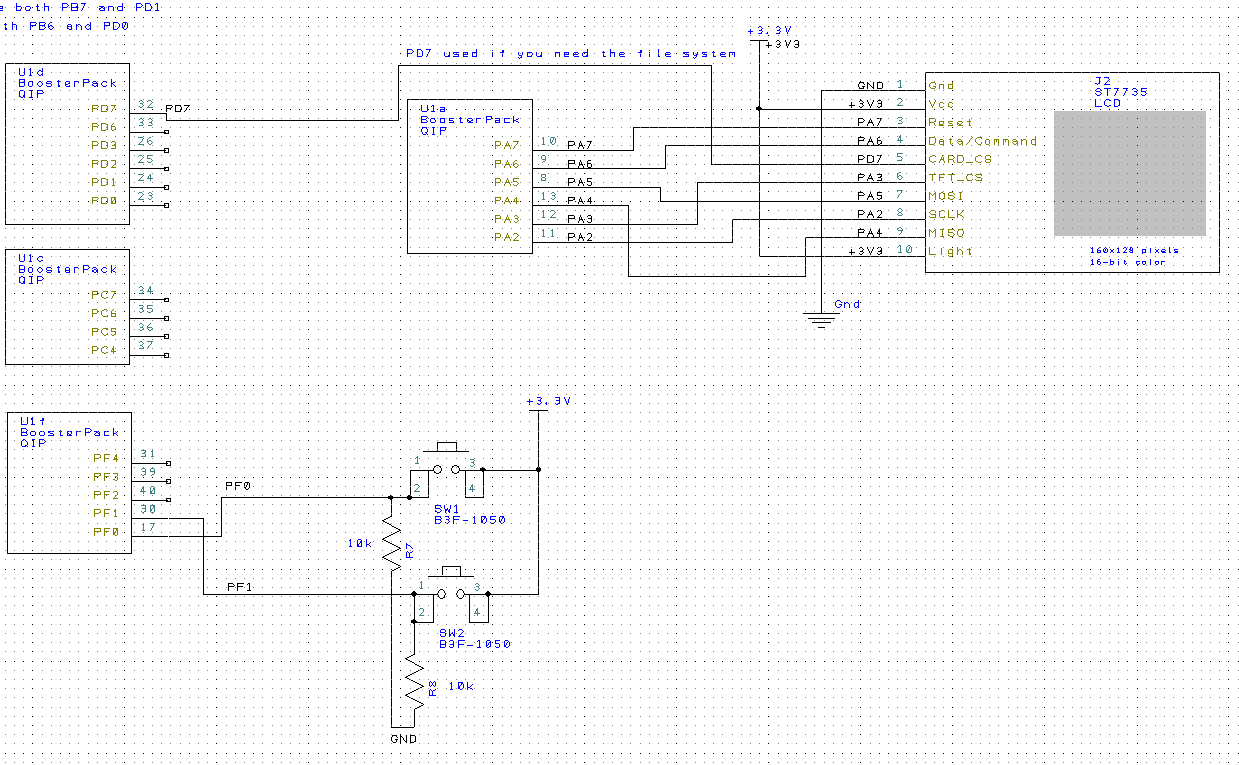 e both PB7 and PD1
th PB6 and PD0
PD7 used if you need the file system
U1d
BoosterPack
QIP
PD7 32 PD7
PD6 33
PD3 26
PD2 25
PD1 24
PD0 23
U1a
BoosterPack
QIP
PA7 10 PA7
PA6 9 PA6
PA5 8 PA5
PA4 13 PA4
PA3 12 PA3
PA2 11 PA2
+3.3V
+3V3
J2
ST7735
LCD
GND 1 Gnd
+3V3 2 Vcc
PA7 3 Reset
PA6 4 Data/Command
PD7 5 CARD_CS
PA3 6 TFT_CS
PA5 7 MOSI
PA2 8 SCLK
PA4 9 MISO
+3V3 10 Light
160x128 pixels
16-bit color
Gnd
U1c
BoosterPack
QIP
PC7 34
PC6 35
PC5 36
PC4 37
U1f
BoosterPack
QIP
PF4 31
PF3 39
PF2 40
PF1 30
PF0 17
PF0
PF1
+3.3V
1 3
2 4
SW1
B3F-1050
10k R7
1 3
2 4
SW2
B3F-1050
R8 10k
GND